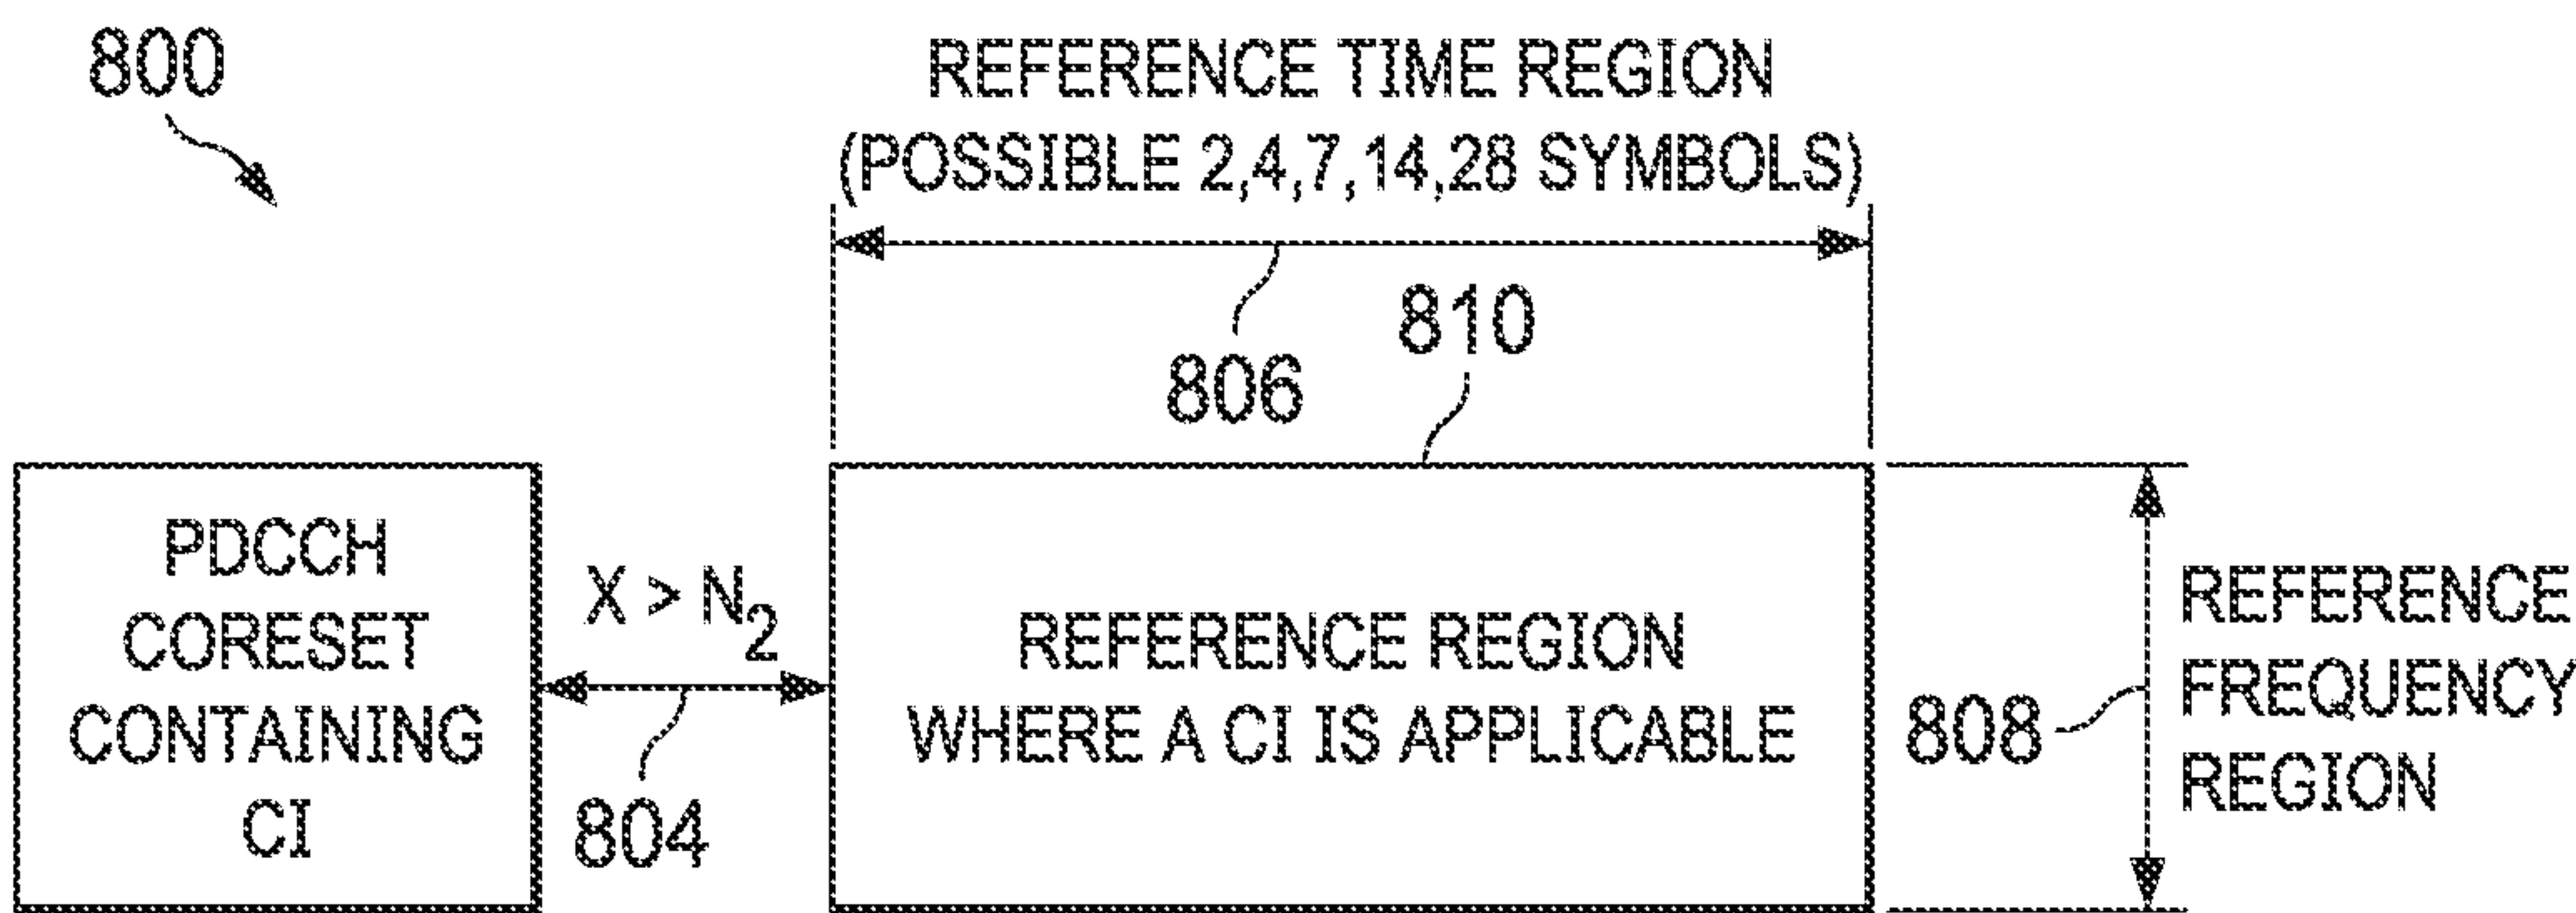 800
REFERENCE TIME REGION
(POSSIBLE 2,4,7,14,28 SYMBOLS)
806
810
PDCCH
CORESET
CONTAINING
CI
X > N₂
804
REFERENCE REGION
WHERE A CI IS APPLICABLE
808
REFERENCE
FREQUENCY
REGION